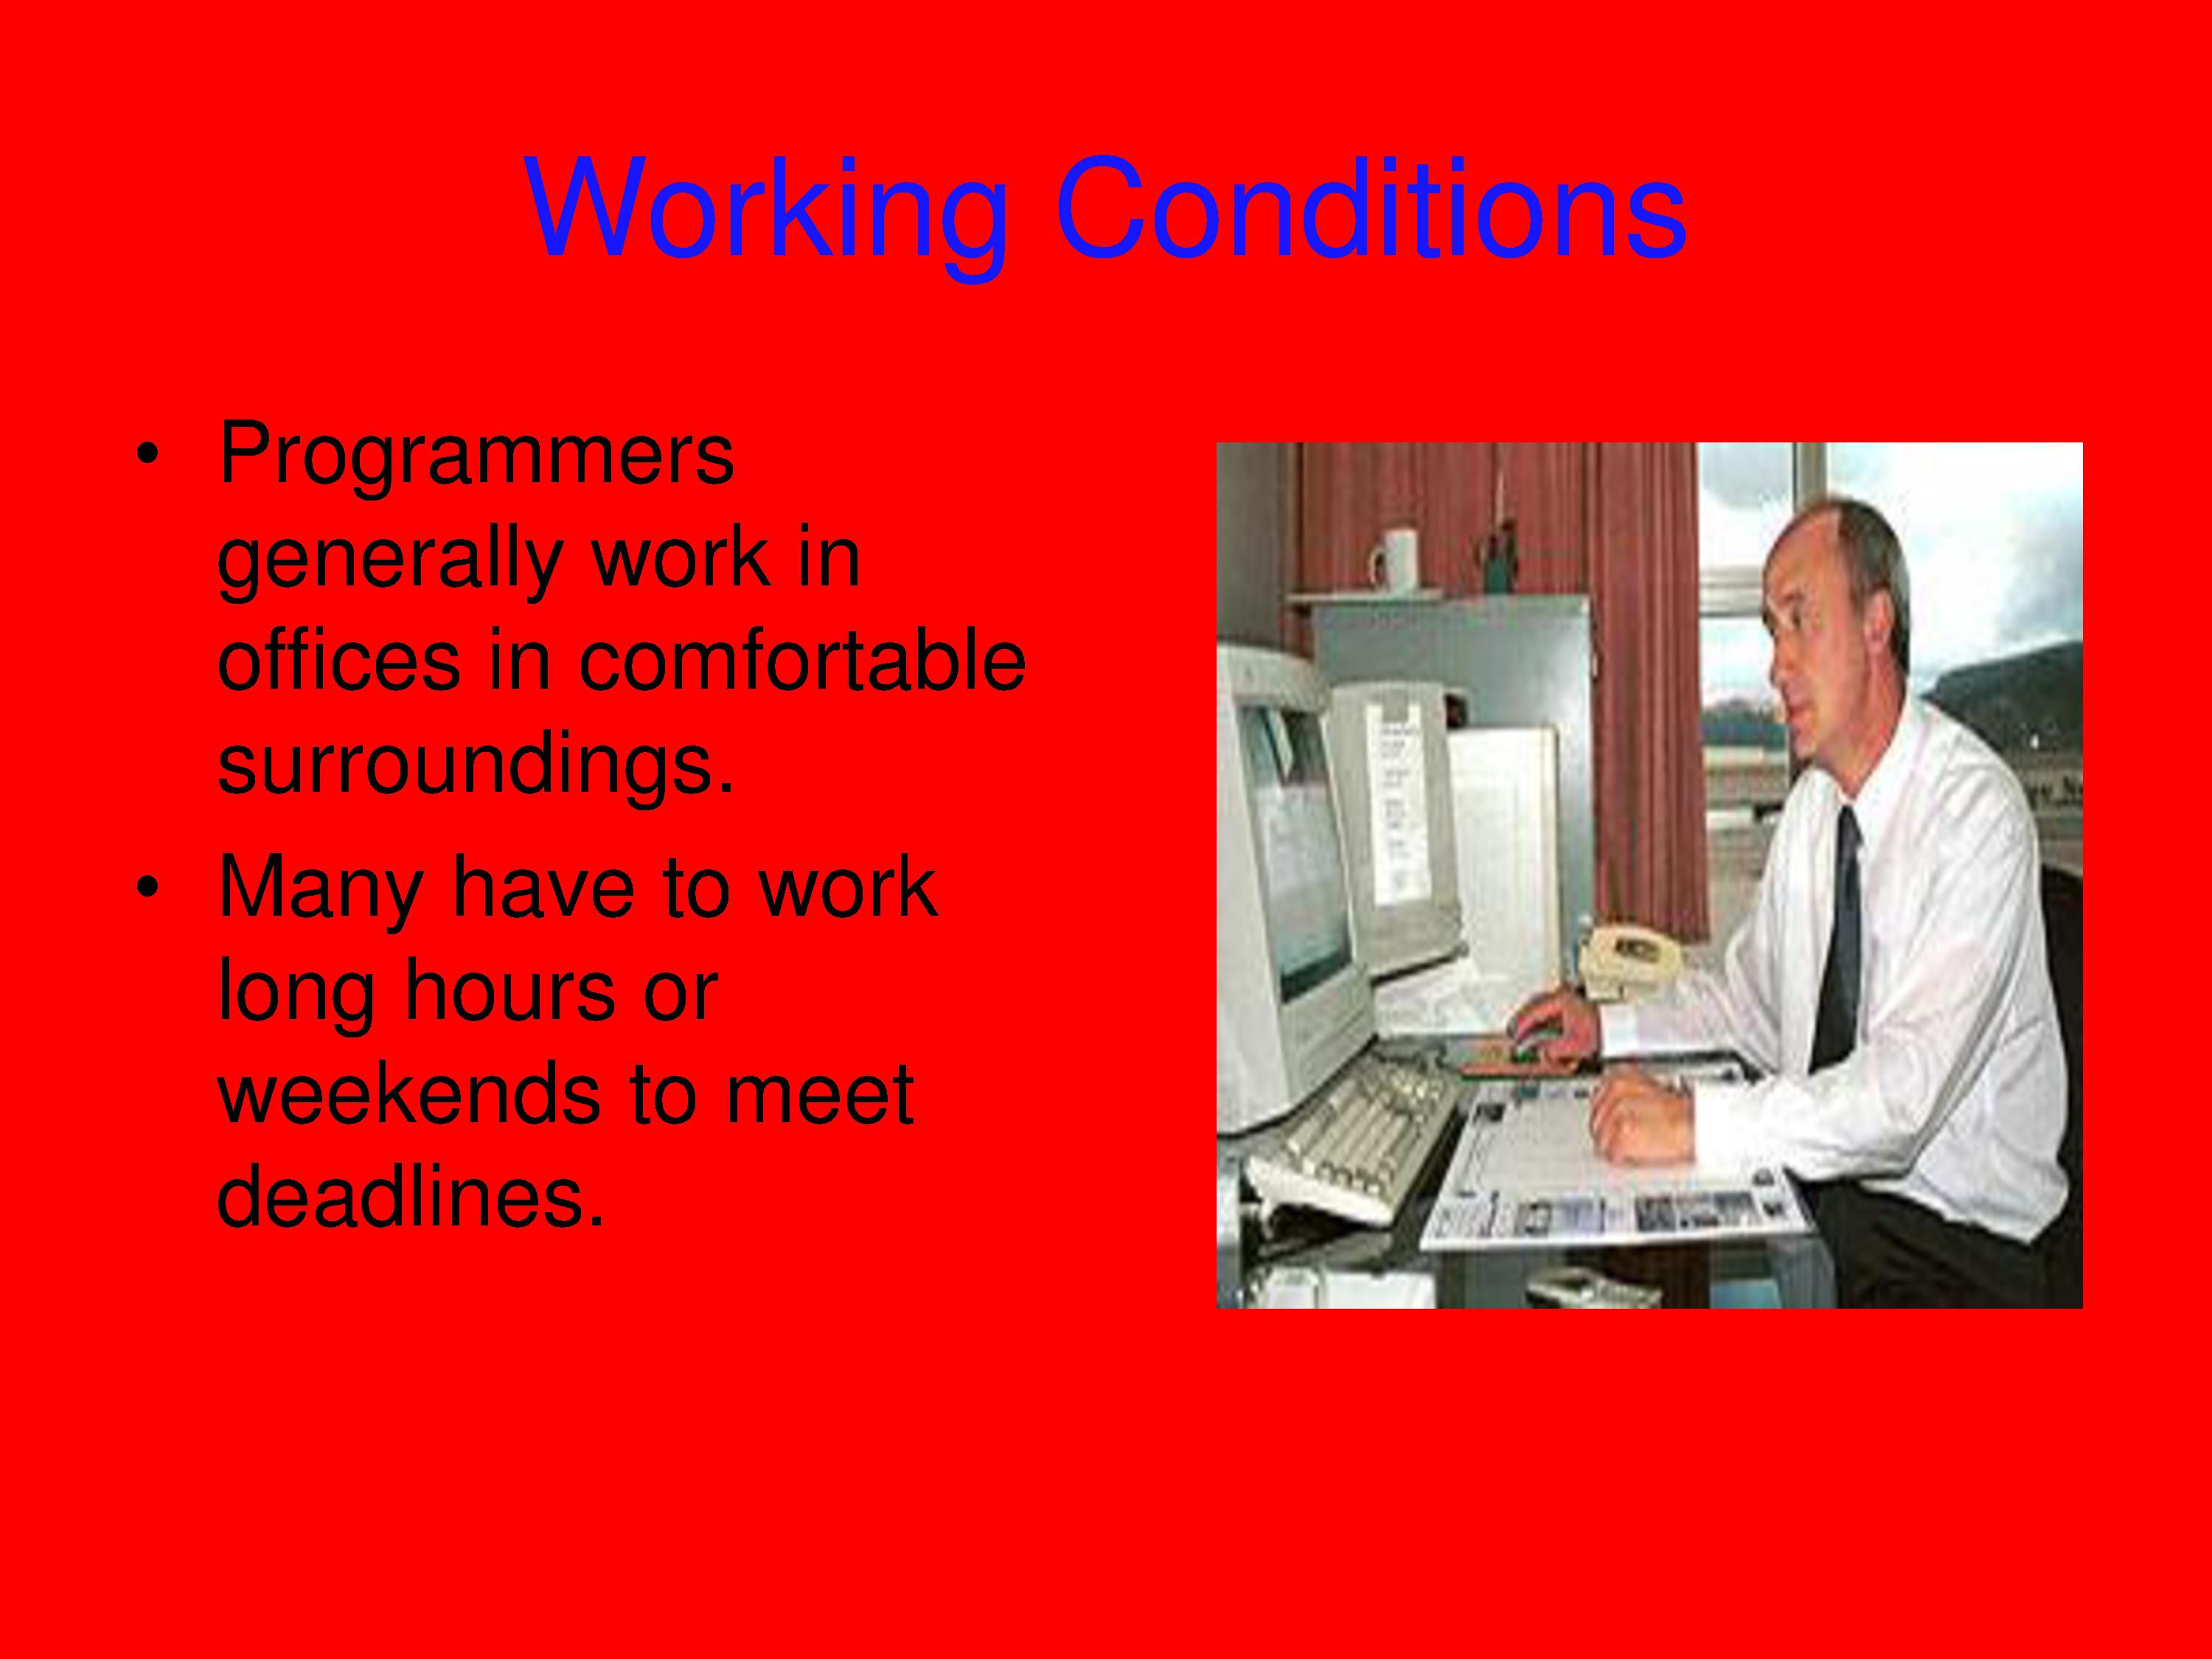 Working Conditions
• Programmers
generally work in
offices in comfortable
surroundings.
• Many have to work
long hours or
weekends to meet
deadlines.